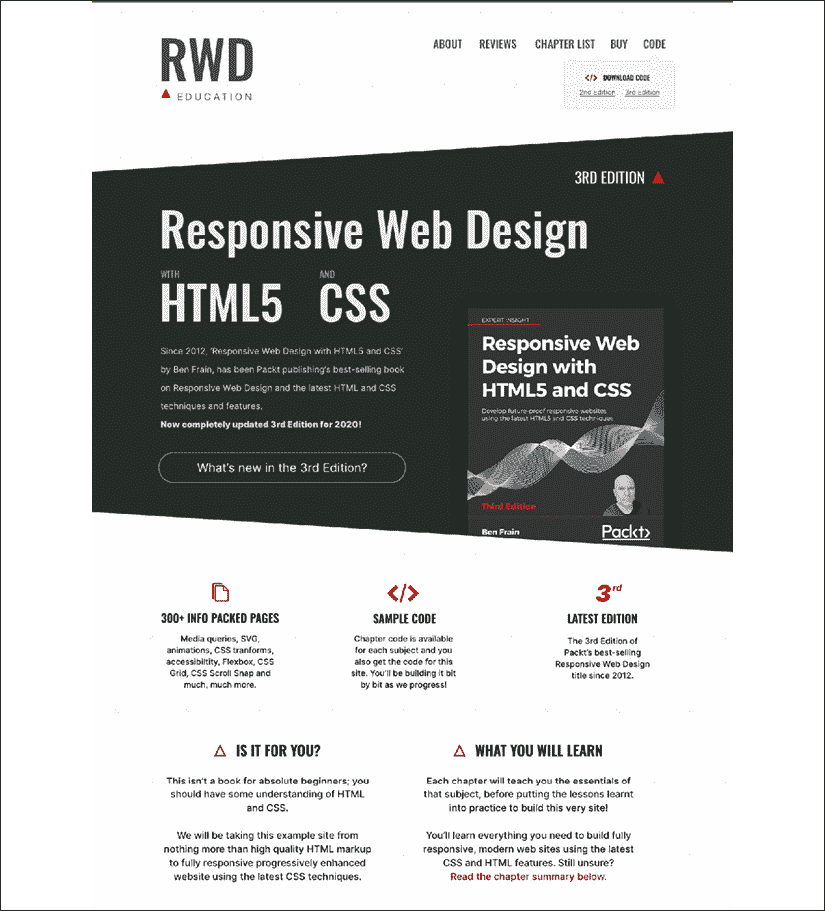 RWD
EDUCATION
ABOUT REVIEWS CHAPTER LIST BUY CODE
</> DOWNLOAD CODE
2nd Edition 3rd Edition
3RD EDITION
Responsive Web Design
WITH AND
HTML5 CSS
Since 2012, 'Responsive Web Design with HTML5 and CSS'
by Ben Frain, has been Packt publishing's best-selling book
on Responsive Web Design and the latest HTML and CSS
techniques and features.
Now completely updated 3rd Edition for 2020!
What's new in the 3rd Edition?
EXPERT INSIGHT
Responsive Web
Design with
HTML5 and CSS
Develop future-proof responsive websites
using the latest HTML5 and CSS techniques
Third Edition
Ben Frain
Packt>
</>
3rd
300+ INFO PACKED PAGES
Media queries, SVG,
animations, CSS tranforms,
accessibiltity, Flexbox, CSS
Grid, CSS Scroll Snap and
much, much more.
SAMPLE CODE
Chapter code is available
for each subject and you
also get the code for this
site. You'll be building it bit
by bit as we progress!
LATEST EDITION
The 3rd Edition of
Packt's best-selling
Responsive Web Design
title since 2012.
IS IT FOR YOU?
This isn't a book for absolute beginners; you
should have some understanding of HTML
and CSS.
We will be taking this example site from
nothing more than high quality HTML markup
to fully responsive progressively enhanced
website using the latest CSS techniques.
WHAT YOU WILL LEARN
Each chapter will teach you the essentials of
that subject, before putting the lessons learnt
into practice to build this very site!
You'll learn everything you need to build fully
responsive, modern web sites using the latest
CSS and HTML features. Still unsure?
Read the chapter summary below.